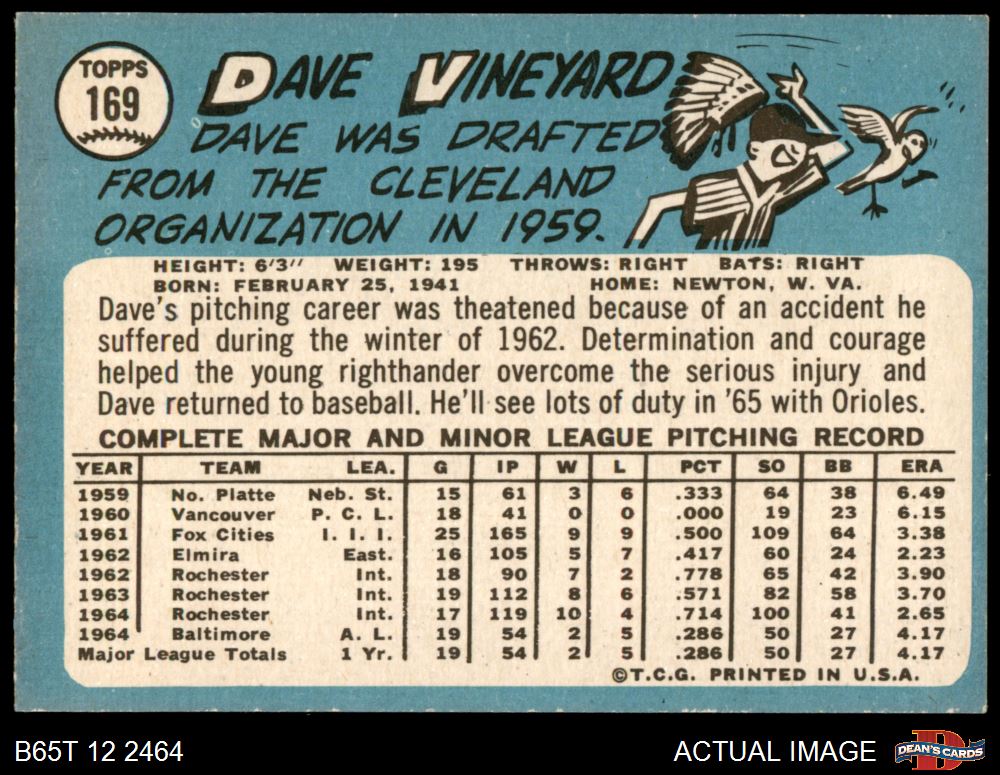 TOPPS
169
DAVE VINEYARD
DAVE WAS DRAFTED
FROM THE CLEVELAND
ORGANIZATION IN 1959.
HEIGHT: 6'3" WEIGHT: 195 THROWS: RIGHT BATS: RIGHT
BORN: FEBRUARY 25, 1941 HOME: NEWTON, W. VA.
Dave's pitching career was theatened because of an accident he
suffered during the winter of 1962. Determination and courage
helped the young righthander overcome the serious injury and
Dave returned to baseball. He'll see lots of duty in '65 with Orioles.
COMPLETE MAJOR AND MINOR LEAGUE PITCHING RECORD
YEAR TEAM LEA. G IP W L PCT SO BB ERA
1959 No. Platte Neb. St. 15 61 3 6 .333 64 38 6.49
1960 Vancouver P. C. L. 18 41 0 0 .000 19 23 6.15
1961 Fox Cities I. I. I. 25 165 9 9 .500 109 64 3.38
1962 Elmira East. 16 105 5 7 .417 60 24 2.23
1962 Rochester Int. 18 90 7 2 .778 65 42 3.90
1963 Rochester Int. 19 112 8 6 .571 82 58 3.70
1964 Rochester Int. 17 119 10 4 .714 100 41 2.65
1964 Baltimore A. L. 19 54 2 5 .286 50 27 4.17
Major League Totals 1 Yr. 19 54 2 5 .286 50 27 4.17
©T.C.G. PRINTED IN U.S.A.
B65T 12 2464 ACTUAL IMAGE
DEAN'S CARDS